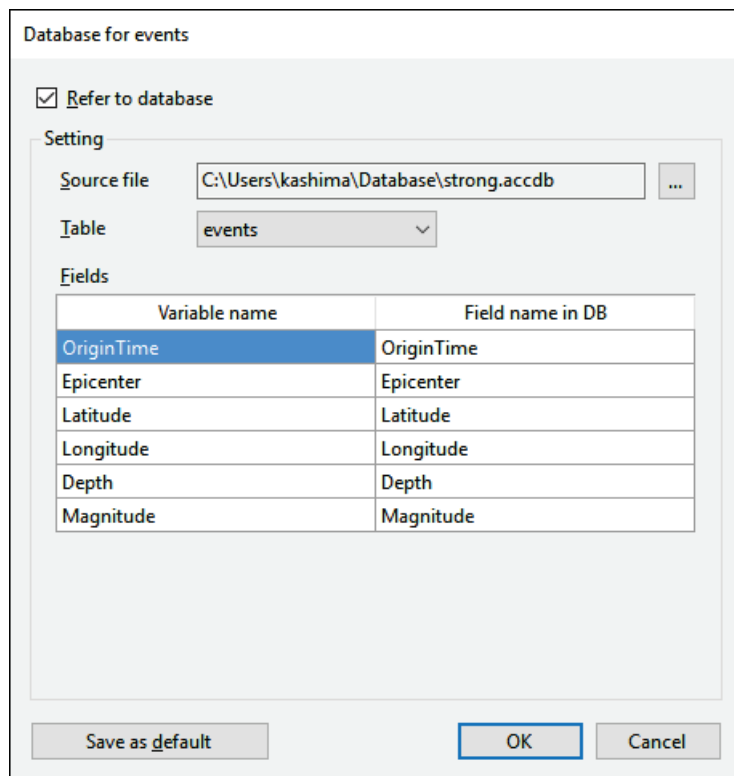 Database for events
Refer to database
Setting
Source file C:\Users\kashima\Database\strong.accdb ...
Table events
Fields
Variable name Field name in DB
OriginTime OriginTime
Epicenter Epicenter
Latitude Latitude
Longitude Longitude
Depth Depth
Magnitude Magnitude
Save as default OK Cancel